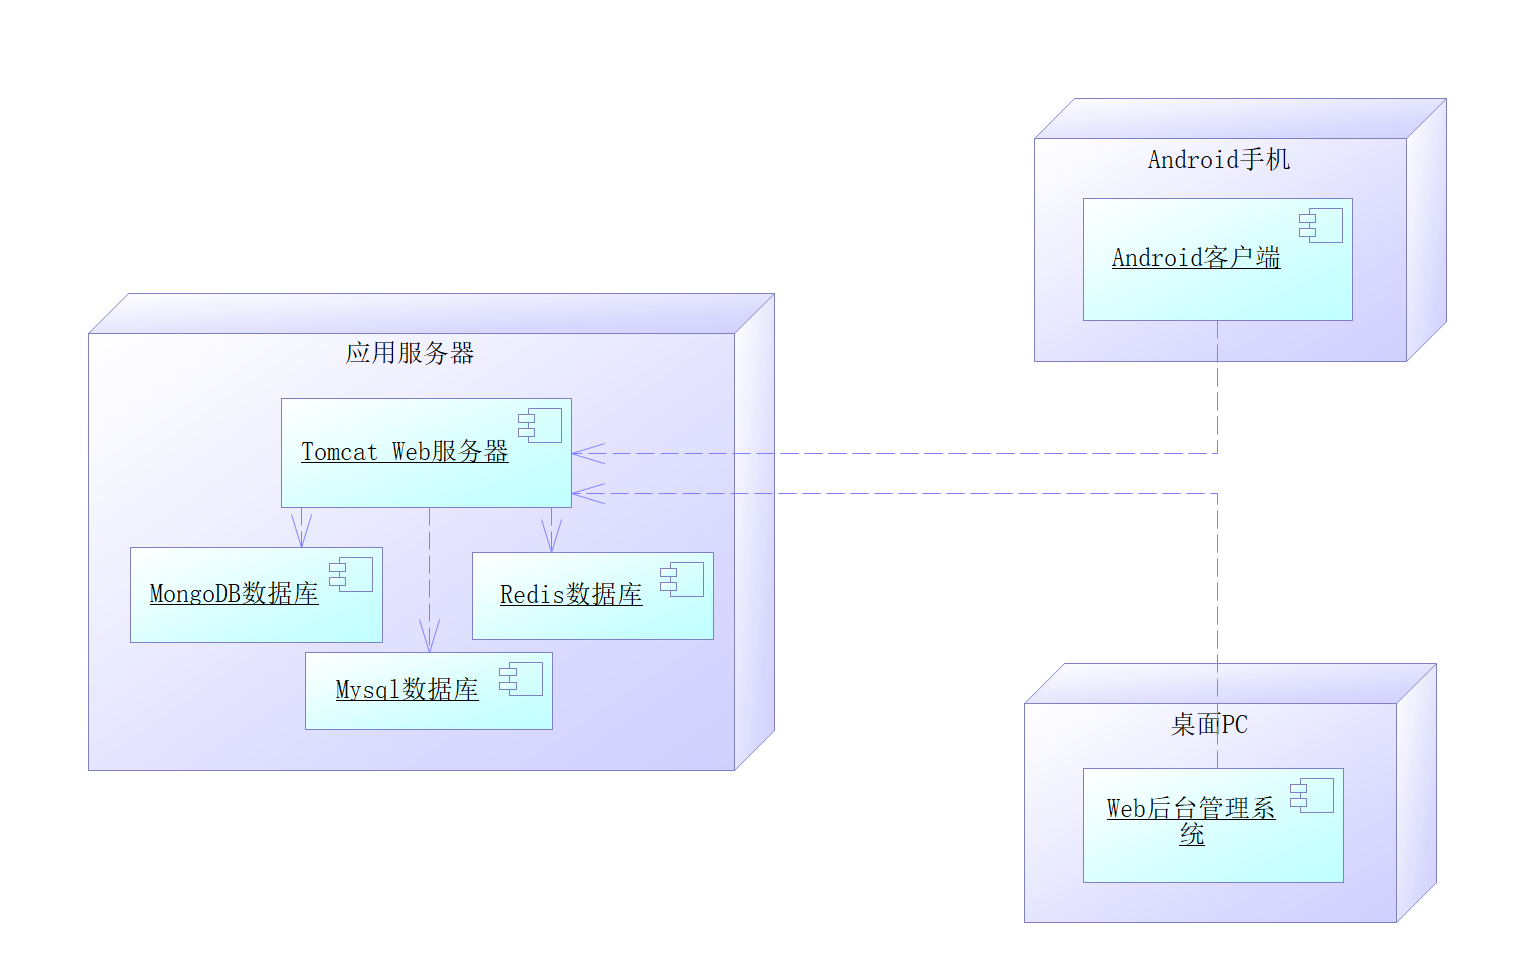 Android手机
Android客户端
应用服务器
Tomcat Web服务器
MongoDB数据库
Redis数据库
Mysql数据库
桌面PC
Web后台管理系
统